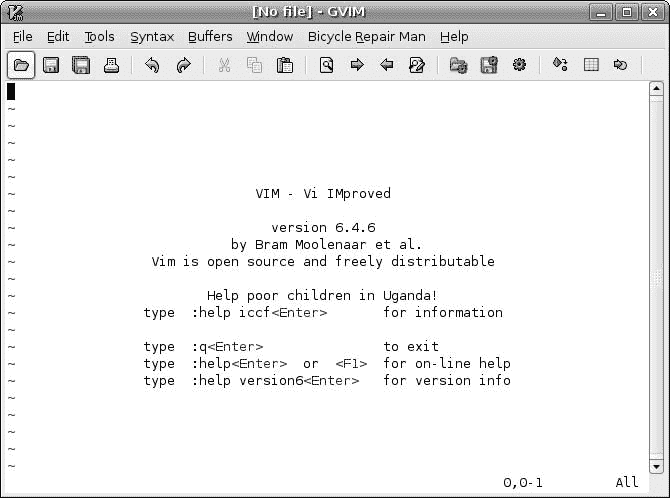 [No file] - GVIM
File Edit Tools Syntax Buffers Window Bicycle Repair Man Help
~
~
~
~
~
~ VIM - Vi IMproved
~
~ version 6.4.6
~ by Bram Moolenaar et al.
~ Vim is open source and freely distributable
~
~ Help poor children in Uganda!
~ type :help iccf<Enter> for information
~
~ type :q<Enter> to exit
~ type :help<Enter> or <F1> for on-line help
~ type :help version6<Enter> for version info
~
~
~
~
~
0,0-1 All